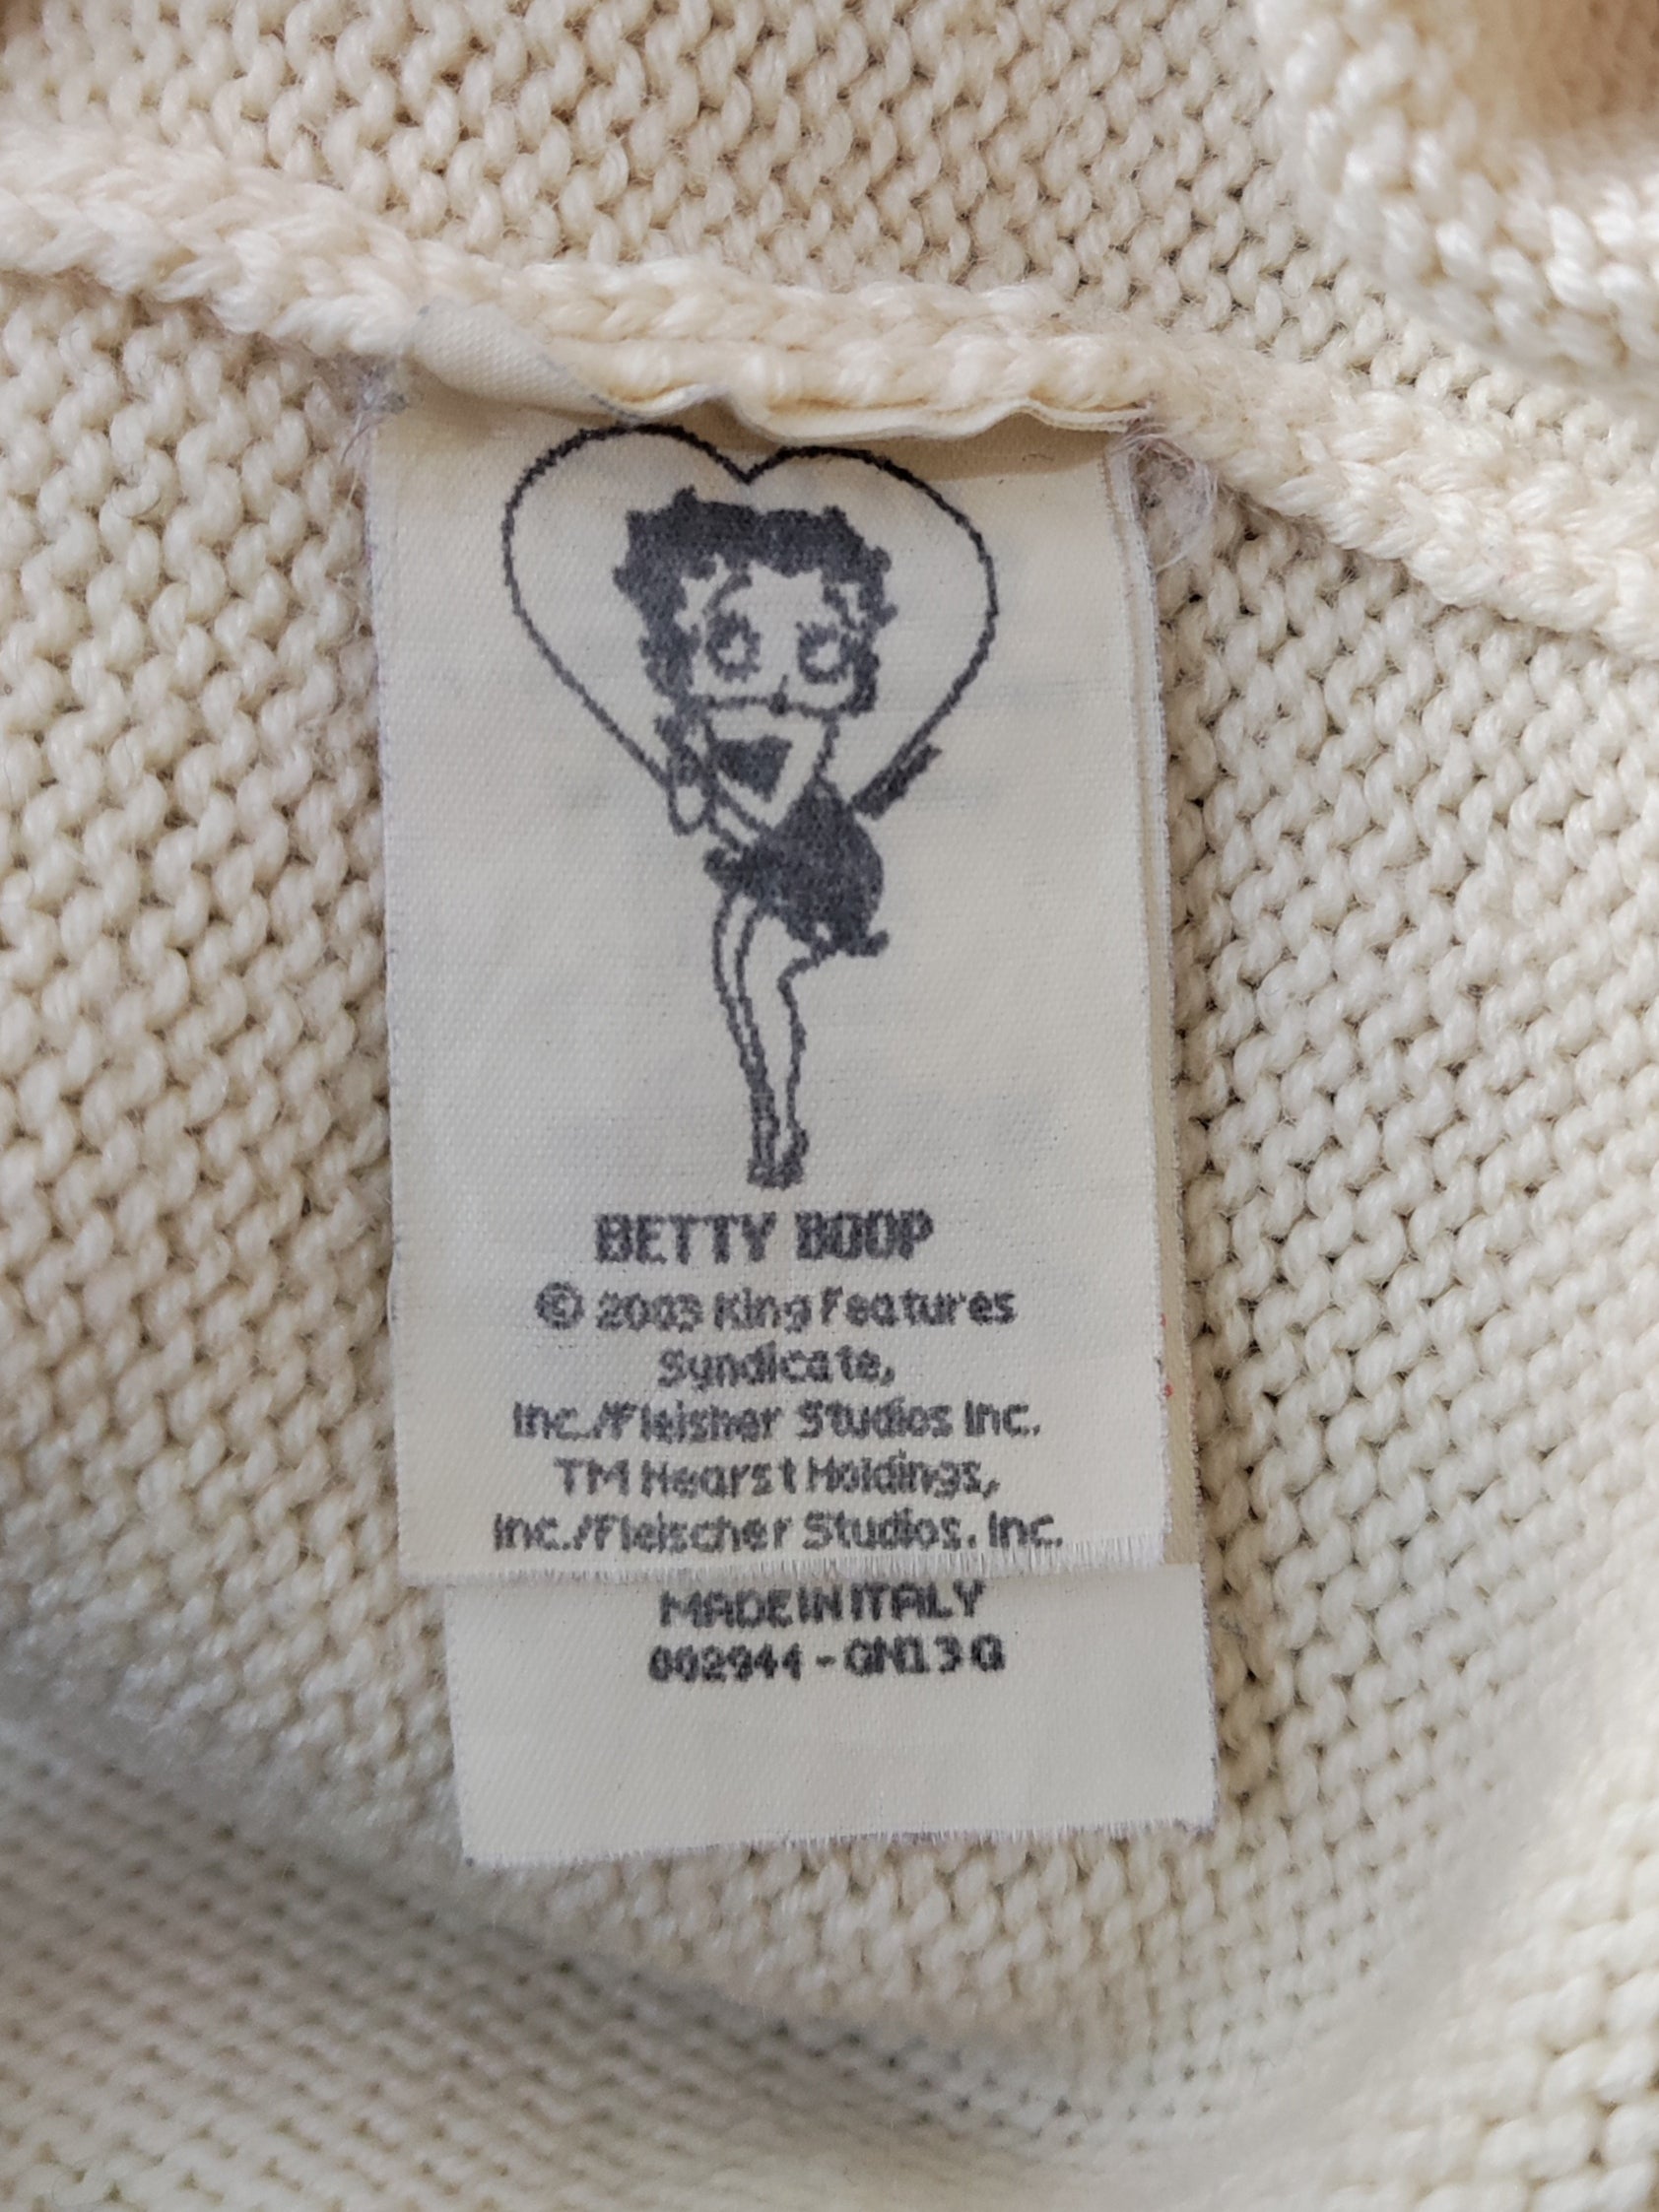 BETTY BOOP
© 2003 King Features
Syndicate,
Inc./Fleisher Studios Inc.
TM Hearst Holdings,
Inc./Fleischer Studios. Inc.
MADE IN ITALY
002944 - GN13G